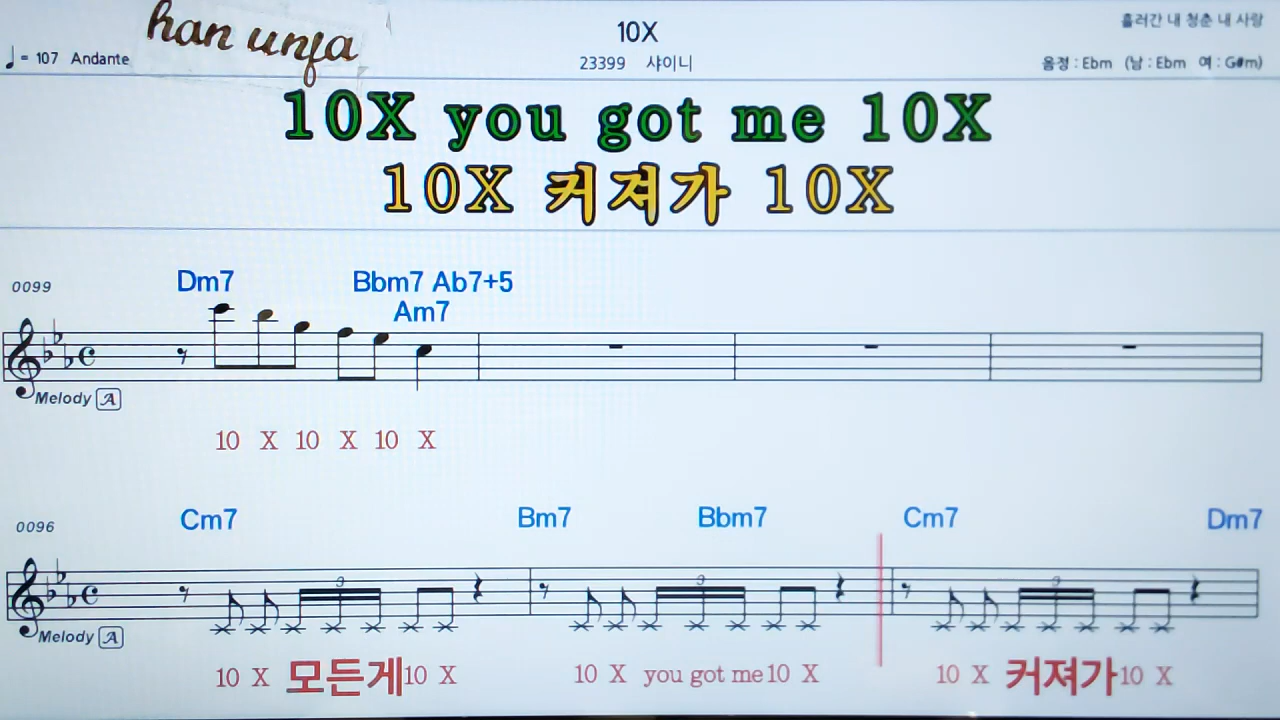 han unja
10X
흘러간 내 청춘 내 사랑
♩= 107 Andante
23399 샤이니
음정 : Ebm (남 : Ebm 여 : G#m)
10X you got me 10X
10X 커져가 10X
0099
Dm7 Bbm7 Ab7+5
Am7
Melody A
10 X 10 X 10 X
0096
Cm7 Bm7 Bbm7 Cm7 Dm7
3 3 3
Melody A
10 X 모든게 10 X 10 X you got me 10 X 10 X 커져가 10 X